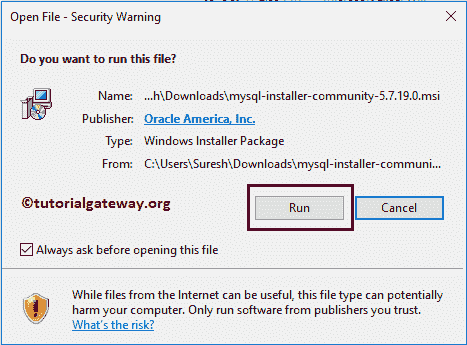 Open File - Security Warning
Do you want to run this file?
Name: ...h\Downloads\mysql-installer-community-5.7.19.0.msi
Publisher: Oracle America, Inc.
Type: Windows Installer Package
From: C:\Users\Suresh\Downloads\mysql-installer-communi...
©tutorialgateway.org
Run Cancel
Always ask before opening this file
While files from the Internet can be useful, this file type can potentially
harm your computer. Only run software from publishers you trust.
What's the risk?